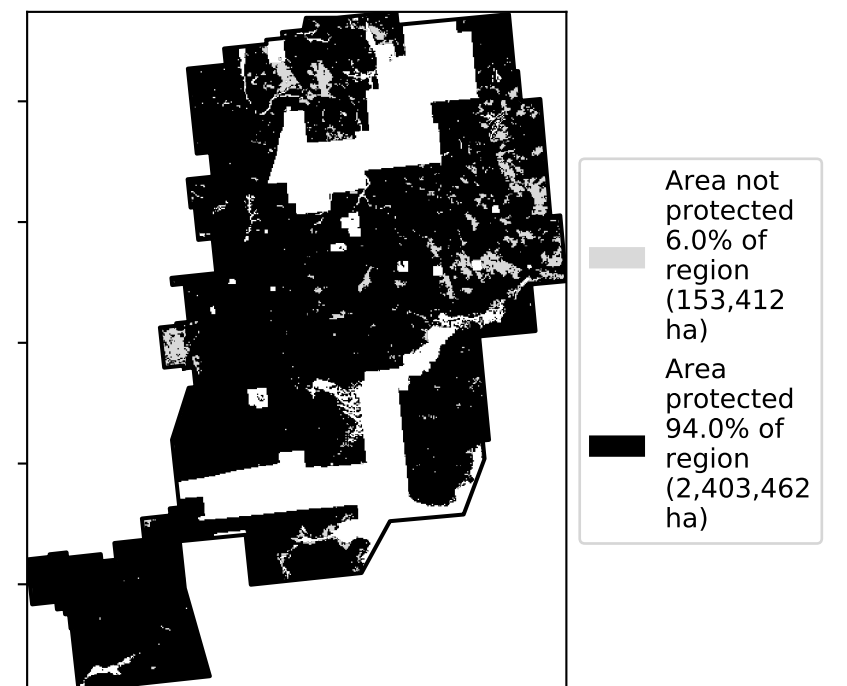 Area not
protected
6.0% of
region
(153,412
ha)
Area
protected
94.0% of
region
(2,403,462
ha)